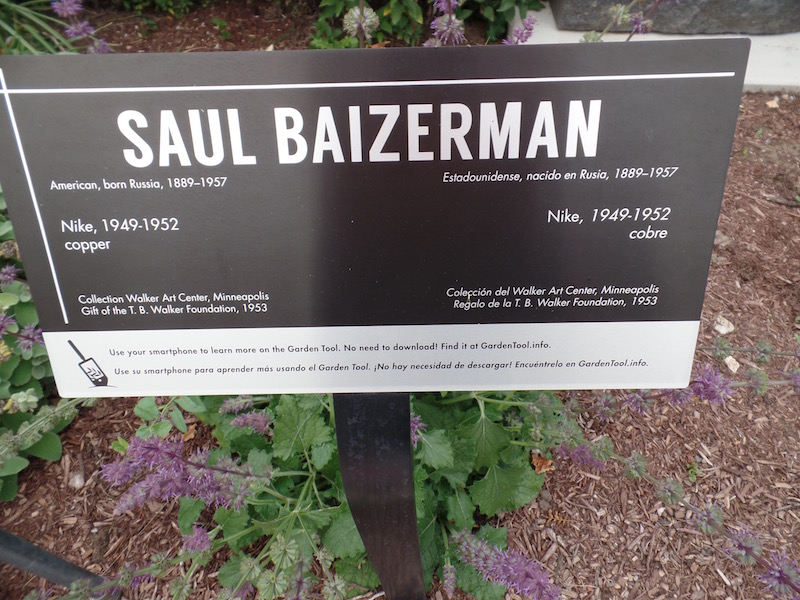 SAUL BAIZERMAN
American, born Russia, 1889–1957
Nike, 1949-1952
copper
Collection Walker Art Center, Minneapolis
Gift of the T. B. Walker Foundation, 1953
Estadounidense, nacido en Rusia, 1889–1957
Nike, 1949-1952
cobre
Colección del Walker Art Center, Minneapolis
Regalo de la T. B. Walker Foundation, 1953
Use your smartphone to learn more on the Garden Tool. No need to download! Find it at GardenTool.info.
Use su smartphone para aprender más usando el Garden Tool. ¡No hay necesidad de descargar! Encuéntrelo en GardenTool.info.